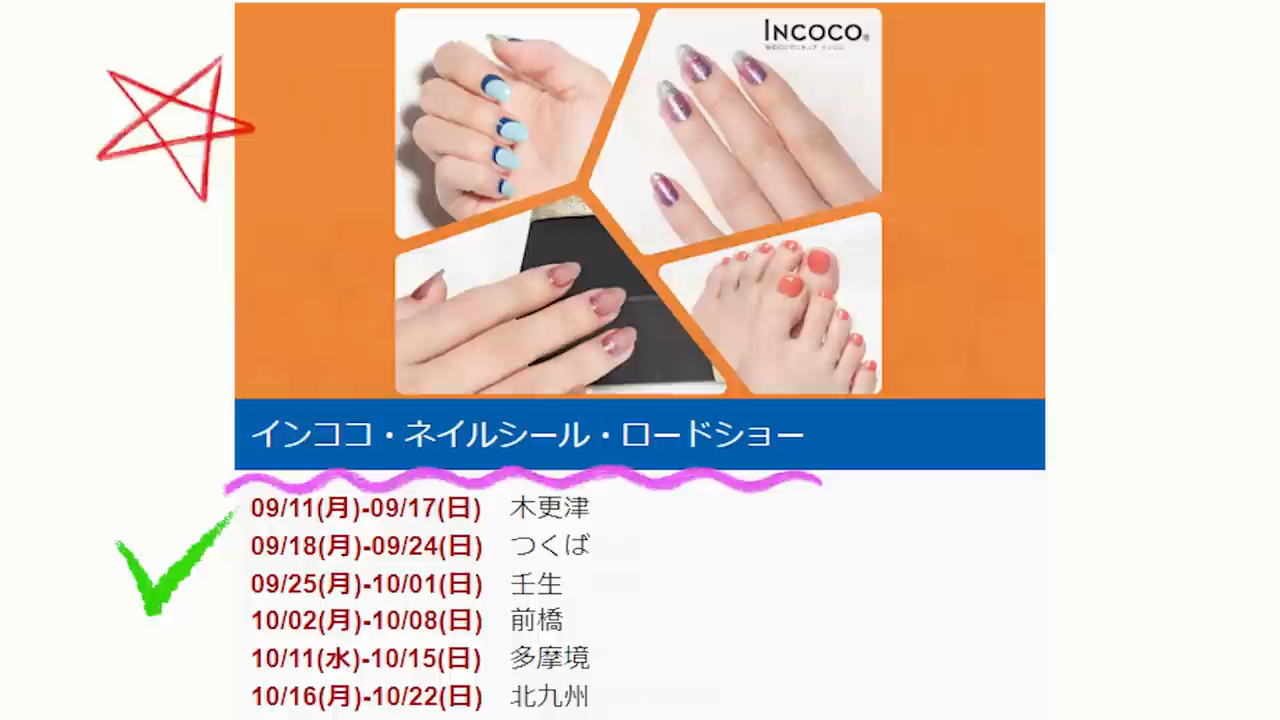 INCOCO®
インココ・ネイルシール・ロードショー
09/11(月)-09/17(日) 木更津
09/18(月)-09/24(日) つくば
09/25(月)-10/01(日) 壬生
10/02(月)-10/08(日) 前橋
10/11(水)-10/15(日) 多摩境
10/16(月)-10/22(日) 北九州